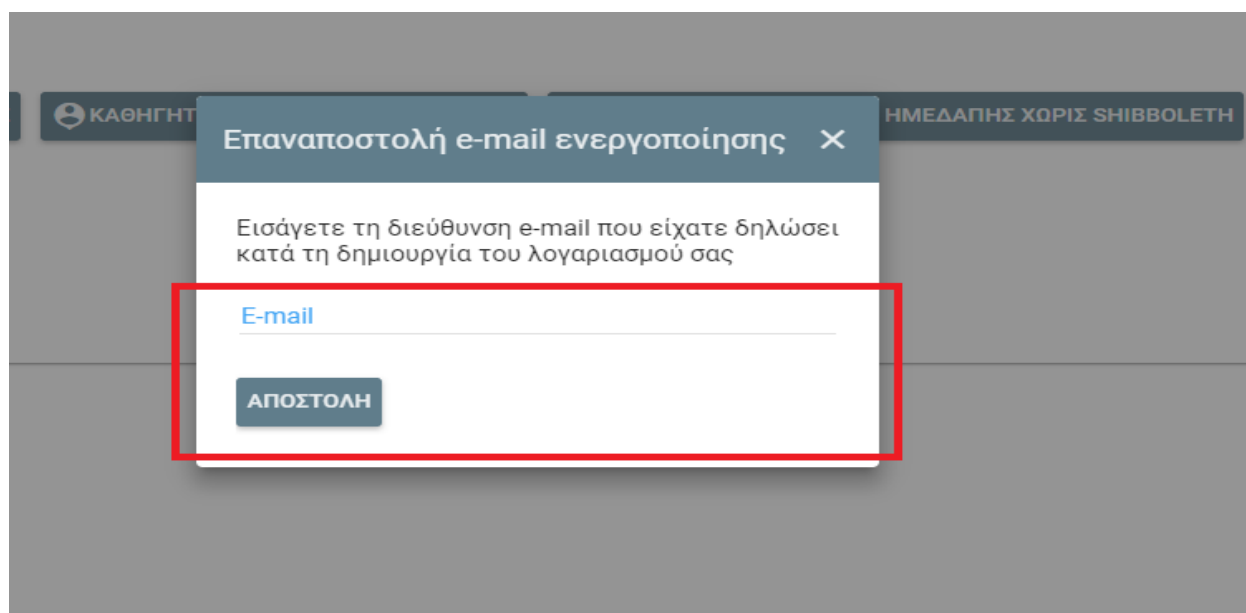 ΚΑΘΗΓΗΤ
ΗΜΕΔΑΠΗΣ ΧΩΡΙΣ SHIBBOLETH
Επαναποστολή e-mail ενεργοποίησης
Εισάγετε τη διεύθυνση e-mail που είχατε δηλώσει
κατά τη δημιουργία του λογαριασμού σας
E-mail
ΑΠΟΣΤΟΛΗ